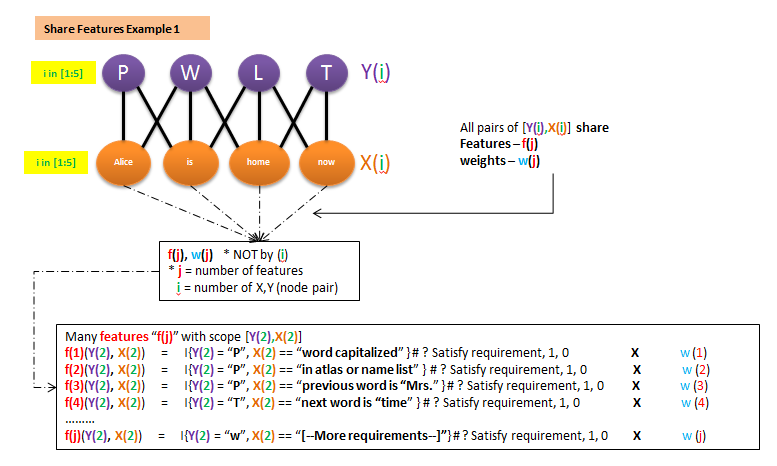 Share Features Example 1
i in [1:5]
P W L T Y(i)
i in [1:5]
Alice is home now X(i)
All pairs of [Y(i),X(i)] share
Features – f(j)
weights – w(j)
f(j), w(j) * NOT by (i)
* j = number of features
i = number of X,Y (node pair)
Many features "f(j)" with scope [Y(2),X(2)]
f(1)(Y(2), X(2)) = I{Y(2) = "P", X(2) == "word capitalized" } # ? Satisfy requirement, 1, 0 X w (1)
f(2)(Y(2), X(2)) = I{Y(2) = "P", X(2) == "in atlas or name list" } # ? Satisfy requirement, 1, 0 X w (2)
f(3)(Y(2), X(2)) = I{Y(2) = "P", X(2) == "previous word is "Mrs." } # ? Satisfy requirement, 1, 0 X w (3)
f(4)(Y(2), X(2)) = I{Y(2) = "T", X(2) == "next word is "time" } # ? Satisfy requirement, 1, 0 X w (4)
.........
f(j)(Y(2), X(2)) = I{Y(2) = "w", X(2) == "[--More requirements--]"} # ? Satisfy requirement, 1, 0 X w (j)